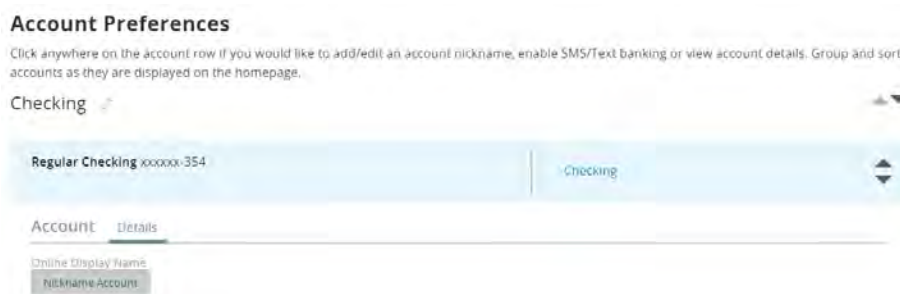 Account Preferences
Click anywhere on the account row if you would like to add/edit an account nickname, enable SMS/Text banking or view account details. Group and sort
accounts as they are displayed on the homepage.
Checking
Regular Checking xxxxxx-354
Checking
Account Details
Online Display Name
Nickname Account